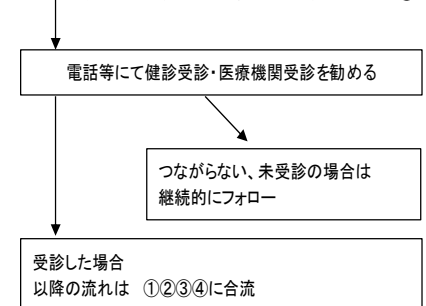 電話等にて健診受診・医療機関受診を勧める
つながらない、未受診の場合は
継続的にフォロー
受診した場合
以降の流れは ①②③④に合流